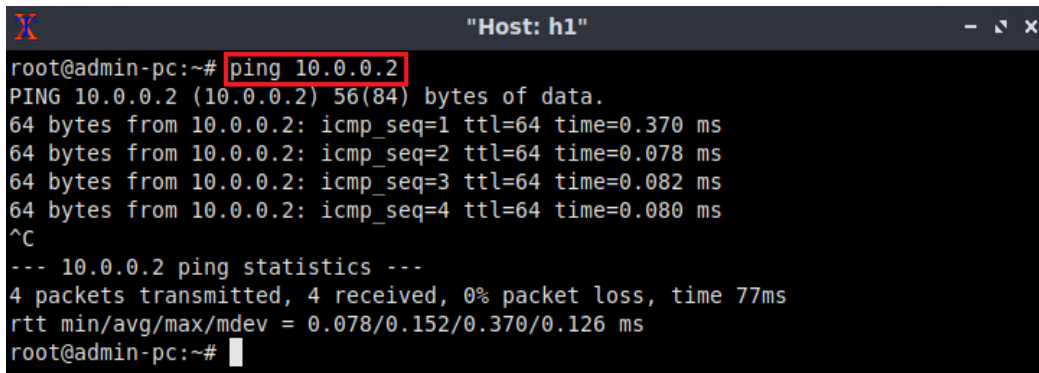 "Host: h1"
root@admin-pc:~# ping 10.0.0.2
PING 10.0.0.2 (10.0.0.2) 56(84) bytes of data.
64 bytes from 10.0.0.2: icmp_seq=1 ttl=64 time=0.370 ms
64 bytes from 10.0.0.2: icmp_seq=2 ttl=64 time=0.078 ms
64 bytes from 10.0.0.2: icmp_seq=3 ttl=64 time=0.082 ms
64 bytes from 10.0.0.2: icmp_seq=4 ttl=64 time=0.080 ms
^C
--- 10.0.0.2 ping statistics ---
4 packets transmitted, 4 received, 0% packet loss, time 77ms
rtt min/avg/max/mdev = 0.078/0.152/0.370/0.126 ms
root@admin-pc:~#